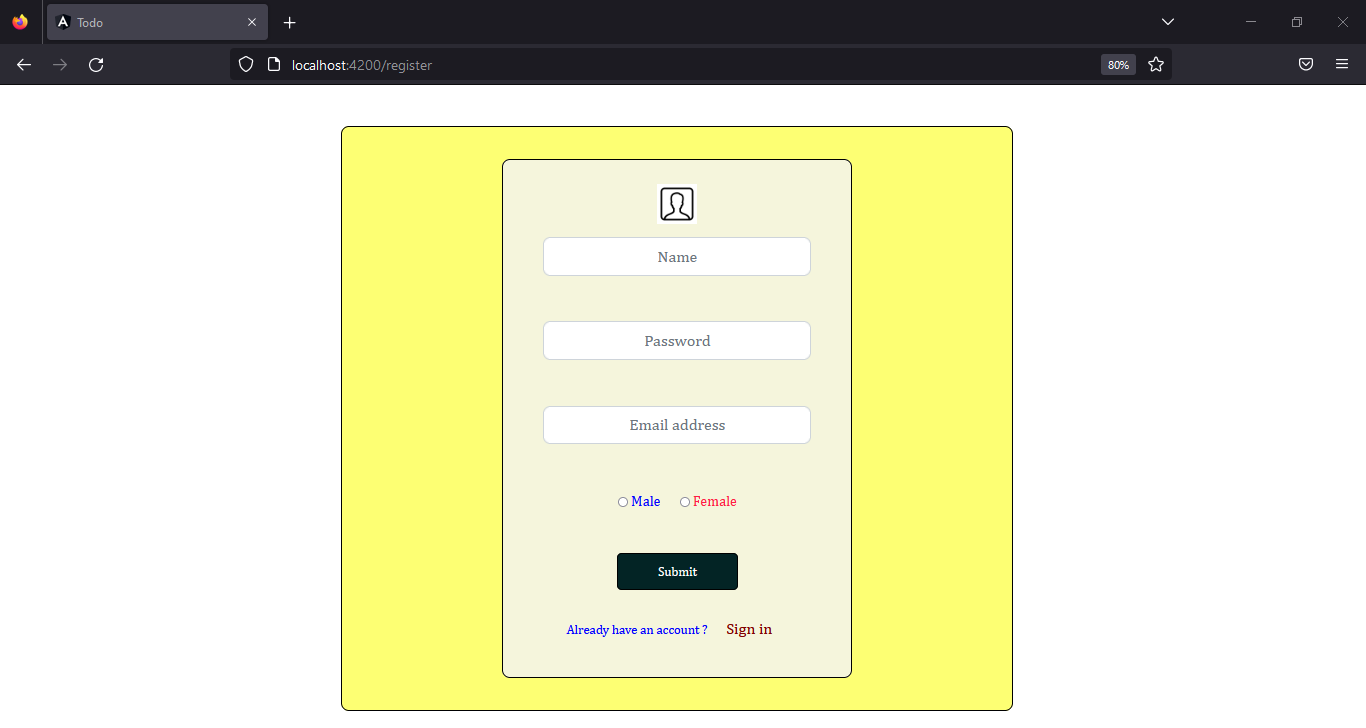 Todo
localhost:4200/register
80%
Name
Password
Email address
Male Female
Submit
Already have an account ? Sign in